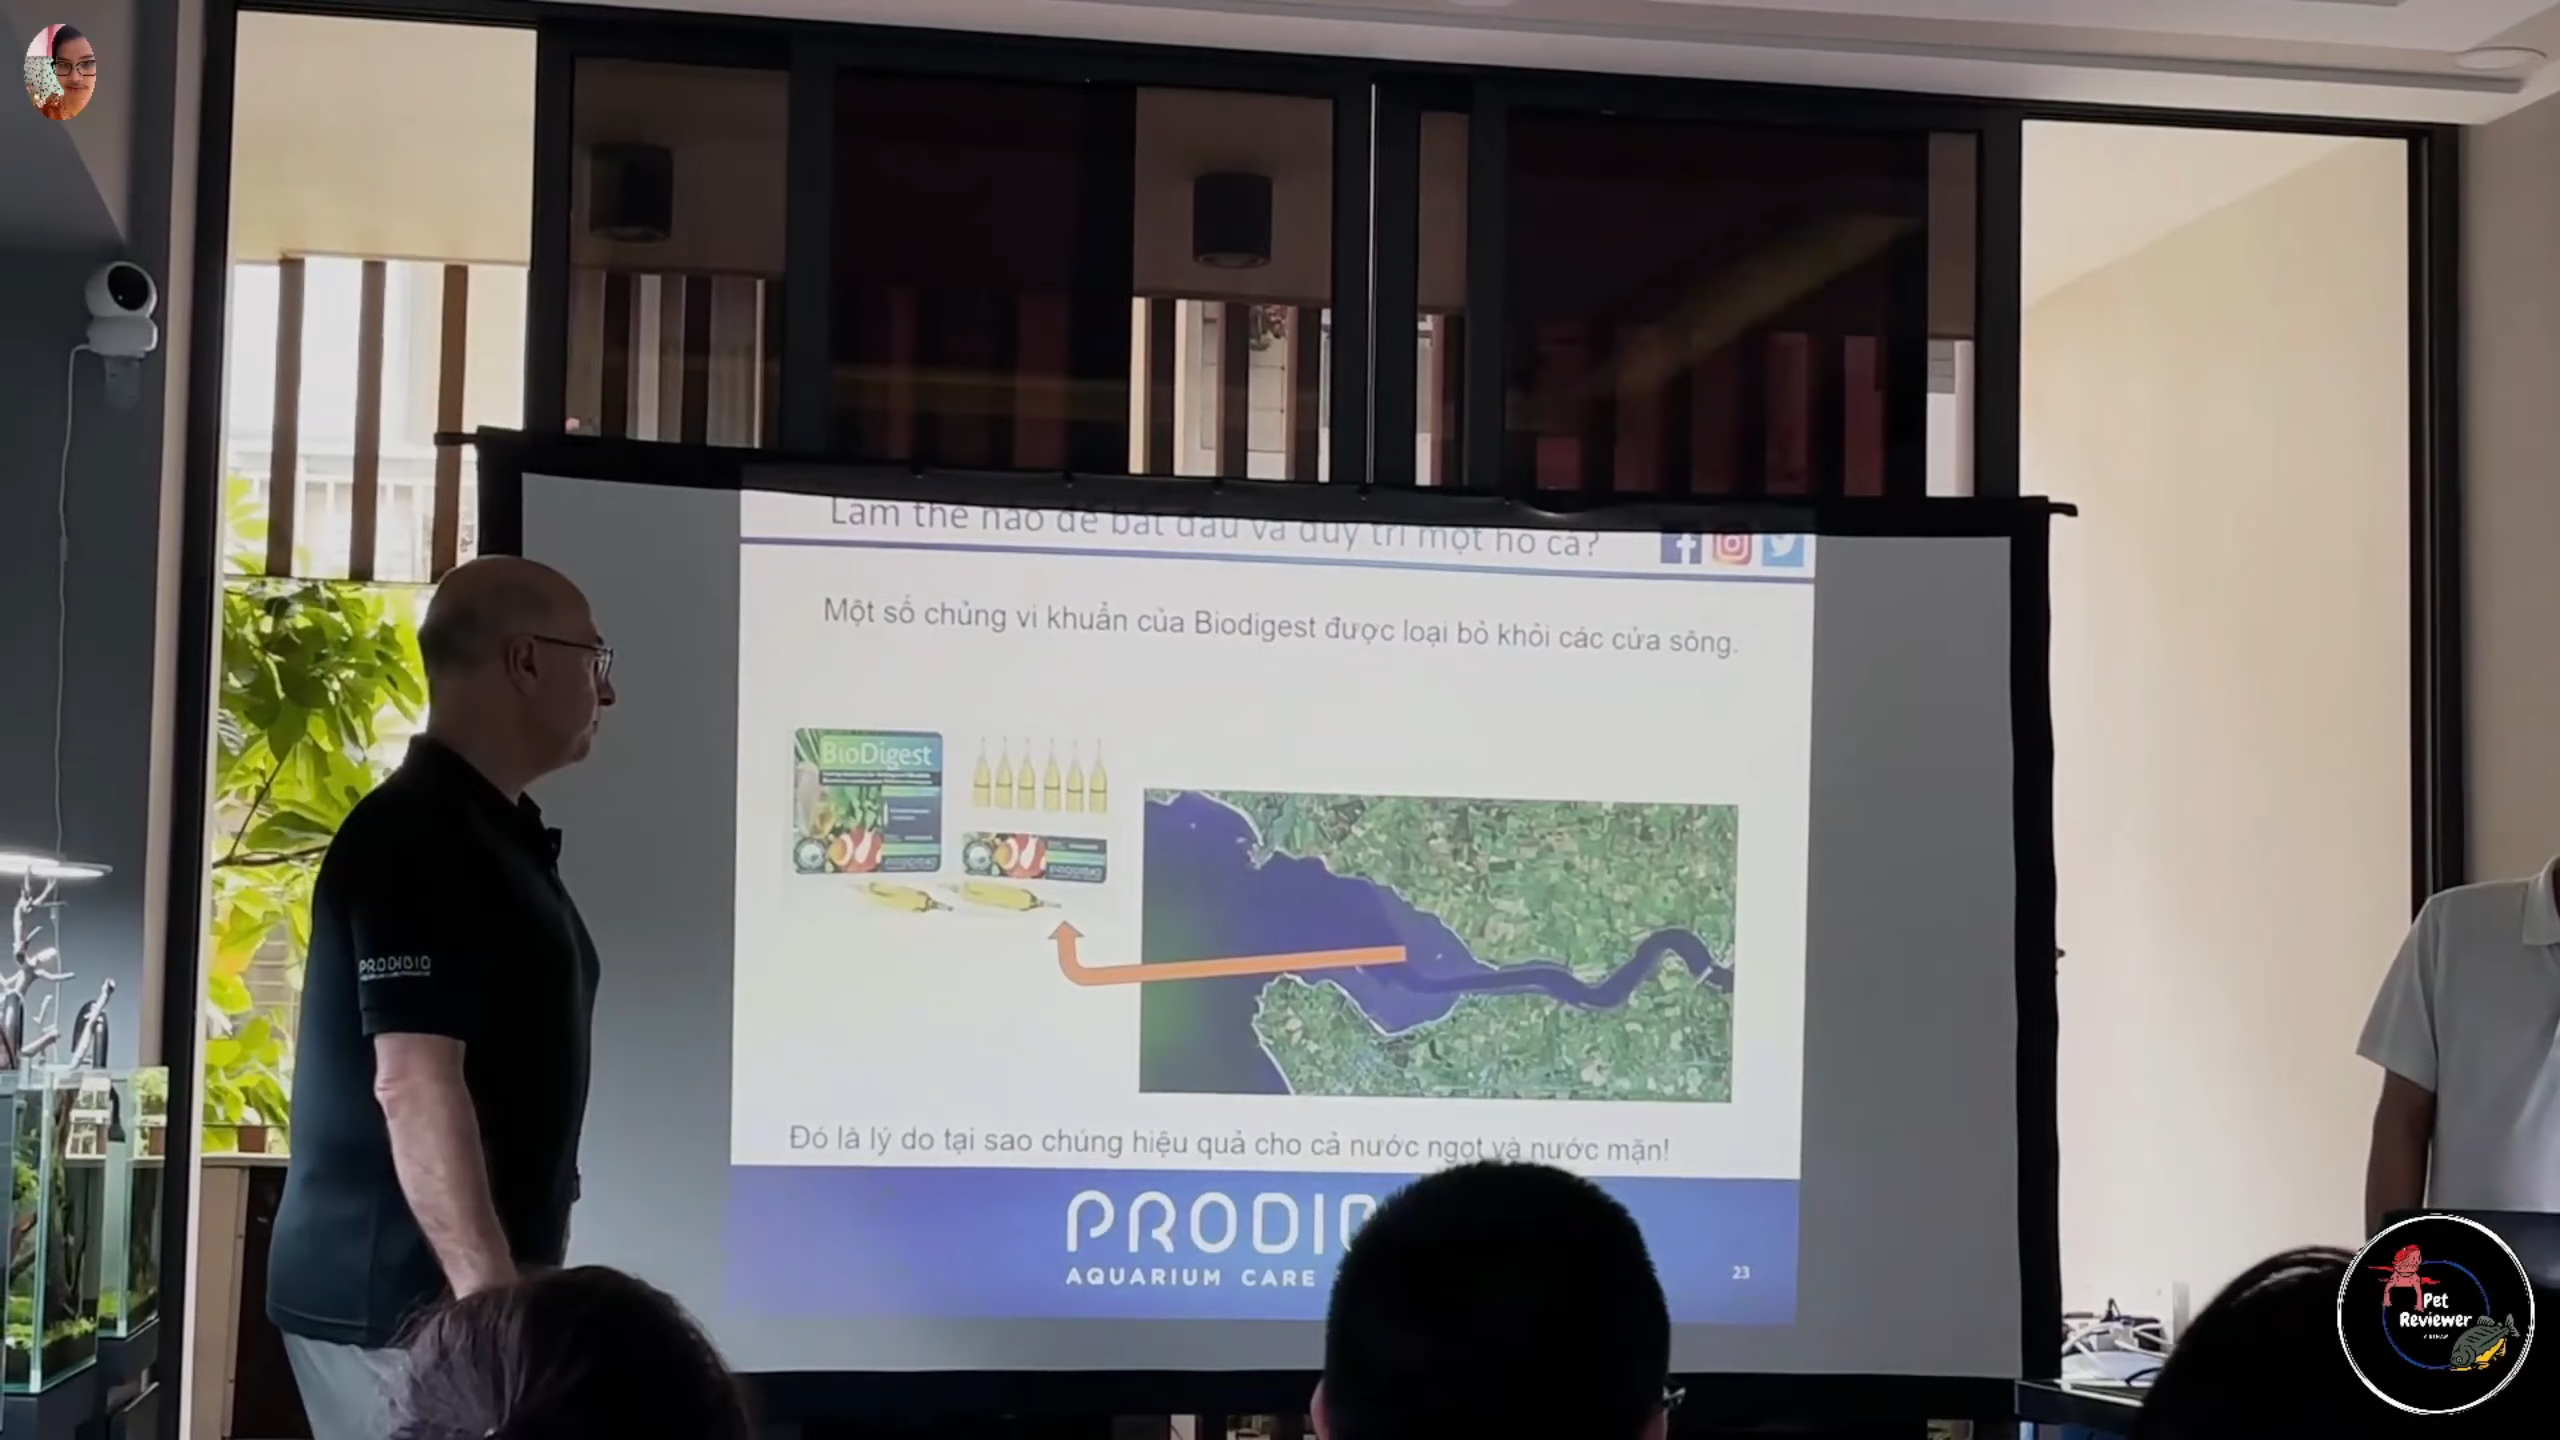 Làm thế nào để bắt đầu và duy trì một hồ cá?
Một số chủng vi khuẩn của Biodigest được loại bỏ khỏi các cửa sông.
BioDigest
PRODIBIO
PRODIBIO
PRODIBIO
Đó là lý do tại sao chúng hiệu quả cho cả nước ngọt và nước mặn!
AQUARIUM CARE
23
Pet
Reviewer